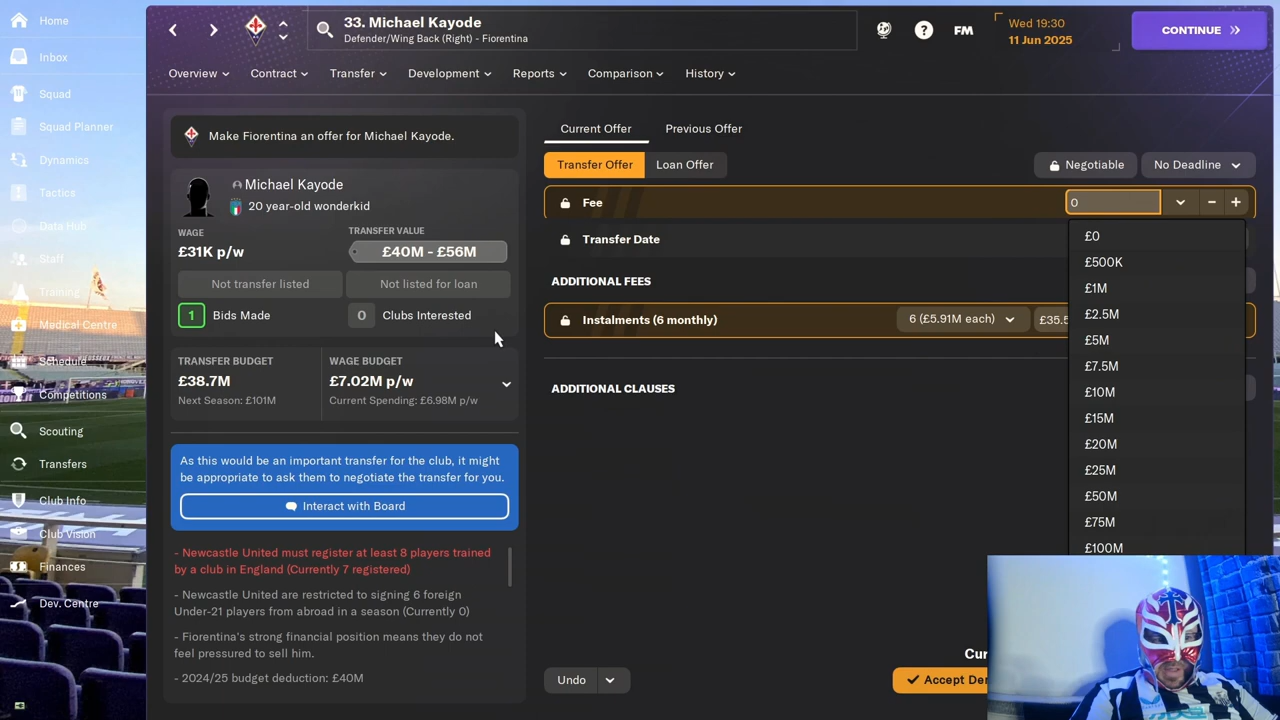 Home
Inbox
Squad
Squad Planner
Dynamics
Tactics
Data Hub
Staff
Training
Medical Centre
Schedule
Competitions
Scouting
Transfers
Club Info
Club Vision
Finances
Dev. Centre
33. Michael Kayode
Defender/Wing Back (Right) - Fiorentina
?
FM
Wed 19:30
11 Jun 2025
CONTINUE
Overview
Contract
Transfer
Development
Reports
Comparison
History
Make Fiorentina an offer for Michael Kayode.
Michael Kayode
20 year-old wonderkid
WAGE
TRANSFER VALUE
£31K p/w
£40M - £56M
Not transfer listed
Not listed for loan
1 Bids Made
0 Clubs Interested
TRANSFER BUDGET
WAGE BUDGET
£38.7M
£7.02M p/w
Next Season: £101M
Current Spending: £6.98M p/w
As this would be an important transfer for the club, it might
be appropriate to ask them to negotiate the transfer for you.
Interact with Board
- Newcastle United must register at least 8 players trained
by a club in England (Currently 7 registered)
- Newcastle United are restricted to signing 6 foreign
Under-21 players from abroad in a season (Currently 0)
- Fiorentina's strong financial position means they do not
feel pressured to sell him.
- 2024/25 budget deduction: £40M
Current Offer
Previous Offer
Transfer Offer
Loan Offer
Negotiable
No Deadline
Fee
0
Transfer Date
ADDITIONAL FEES
Instalments (6 monthly)
6 (£5.91M each)
£35.5
ADDITIONAL CLAUSES
£0
£500K
£1M
£2.5M
£5M
£7.5M
£10M
£15M
£20M
£25M
£50M
£75M
£100M
Undo
Accept